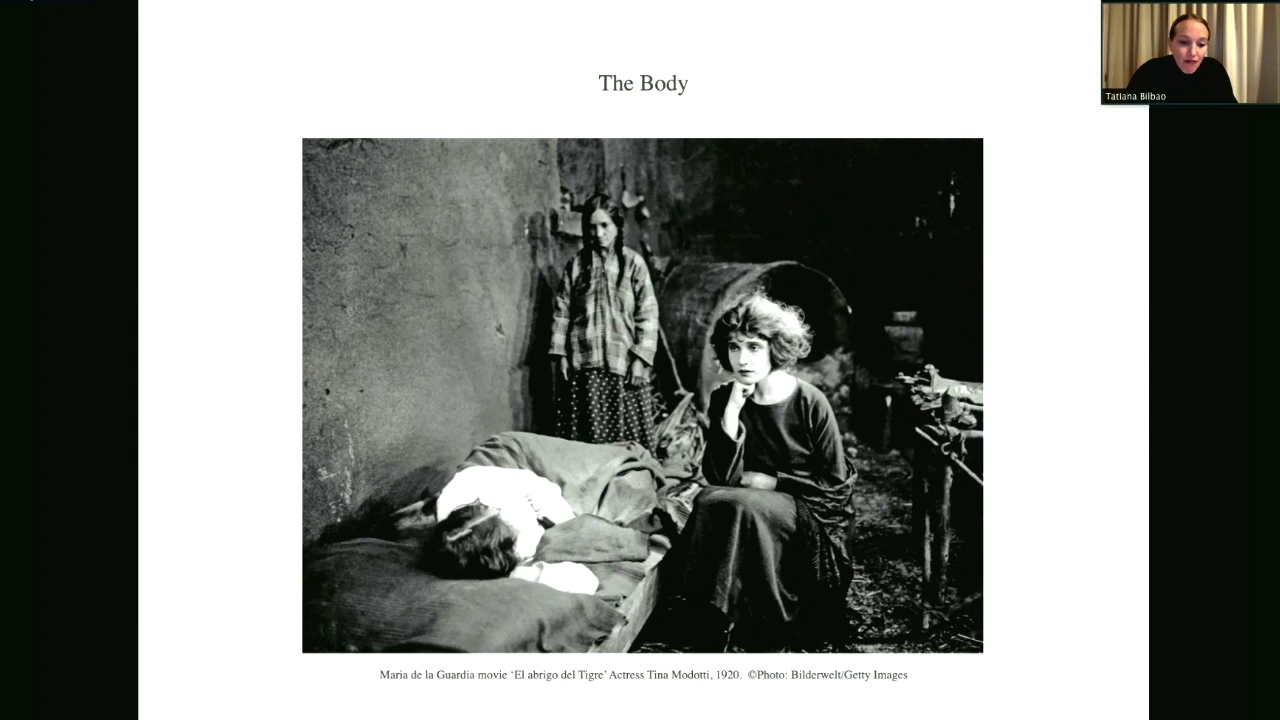 The Body
Tatiana Bilbao
Maria de la Guardia movie ‘El abrigo del Tigre’ Actress Tina Modotti, 1920. ©Photo: Bilderwelt/Getty Images